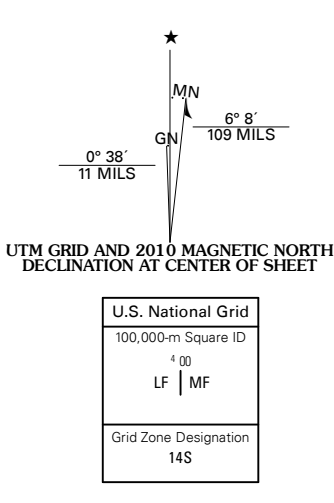 ★
MN
6° 8´
109 MILS
GN
0° 38´
11 MILS
UTM GRID AND 2010 MAGNETIC NORTH
DECLINATION AT CENTER OF SHEET
U.S. National Grid
100,000-m Square ID
4 00
LF | MF
Grid Zone Designation
14S